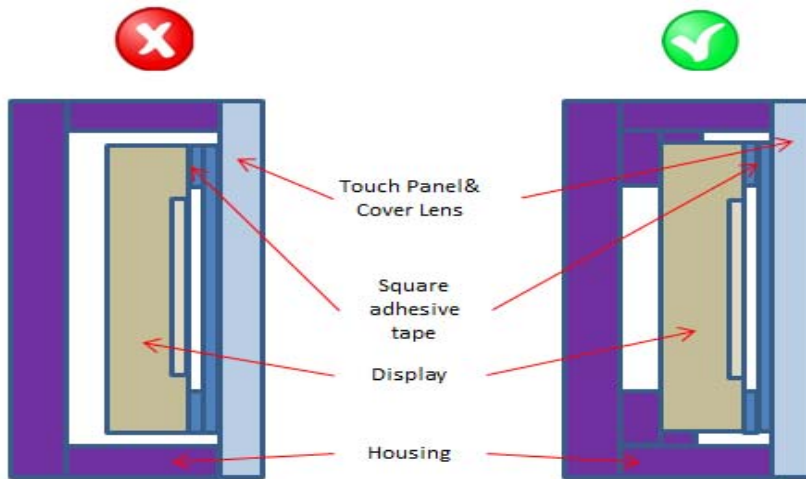 Touch Panel&
Cover Lens
Square
adhesive
tape
Display
Housing